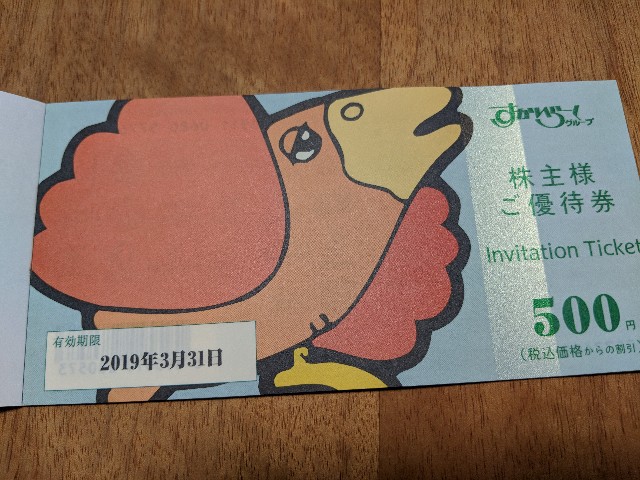 すかいらーく
グループ
株主様
ご優待券
Invitation Ticket
500円
(税込価格からの割引)
有効期限
2019年3月31日